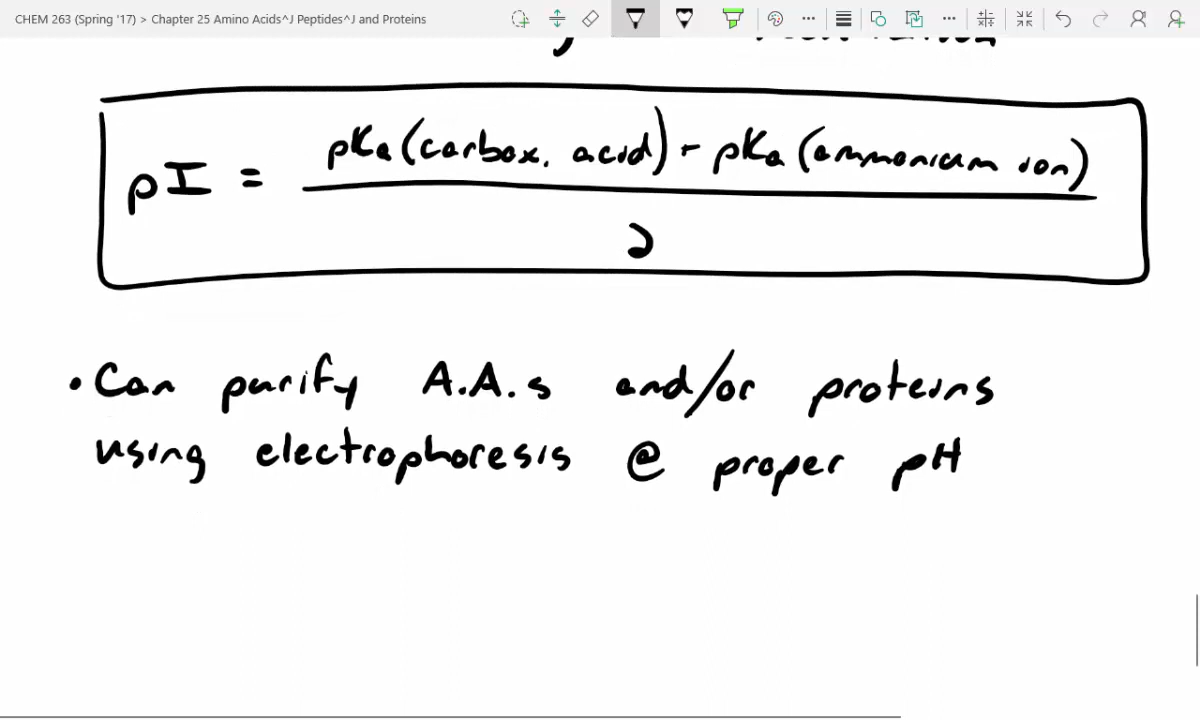 CHEM 263 (Spring '17) > Chapter 25 Amino Acids^J Peptides^J and Proteins
pI = pKa (carbox. acid) - pKa (ammonium ion)
2
• Can purify A.A.s and/or proteins
using electrophoresis @ proper pH